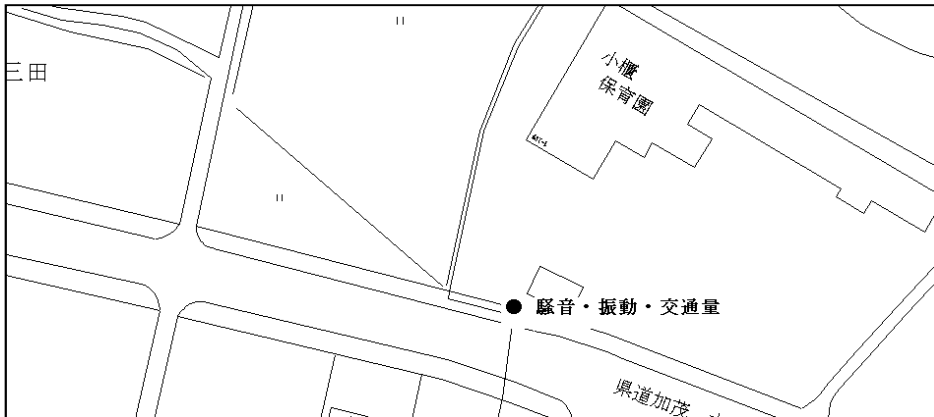 三田
小櫃
保育園
騒音・振動・交通量
県道加茂